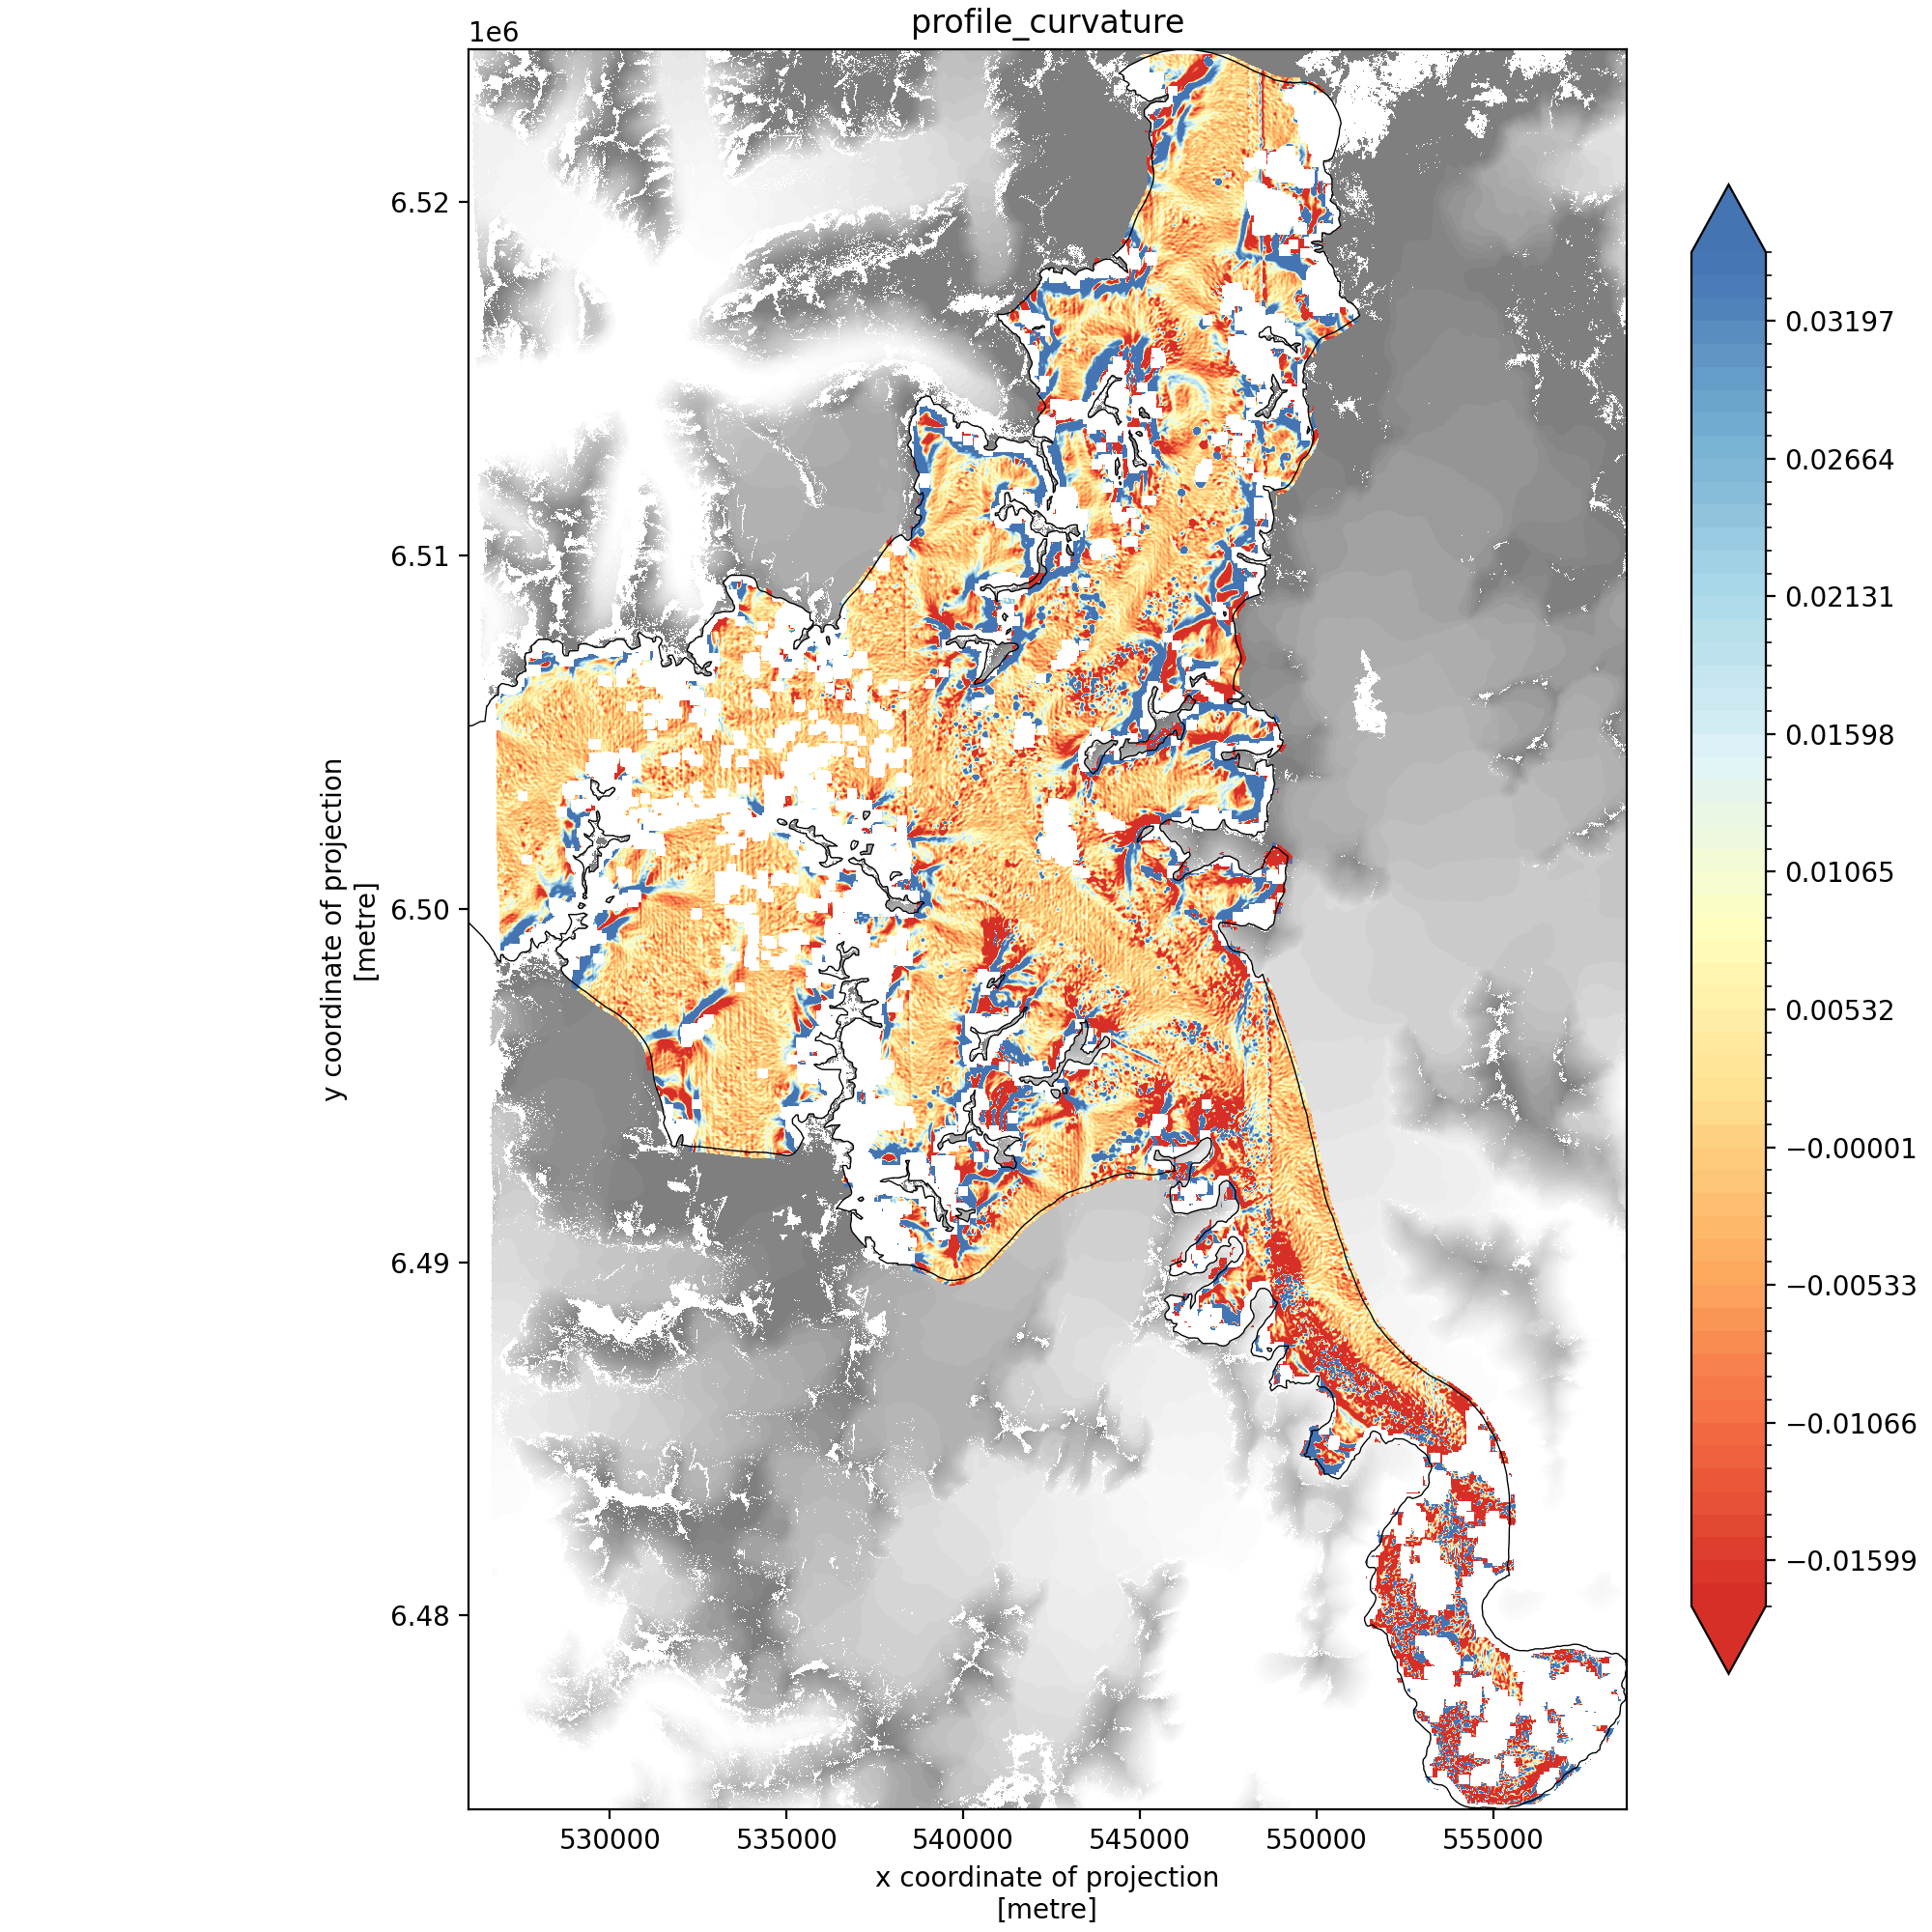 profile_curvature
1e6
6.52
6.51
6.50
6.49
6.48
y coordinate of projection
[metre]
530000 535000 540000 545000 550000 555000
x coordinate of projection
[metre]
0.03197
0.02664
0.02131
0.01598
0.01065
0.00532
−0.00001
−0.00533
−0.01066
−0.01599